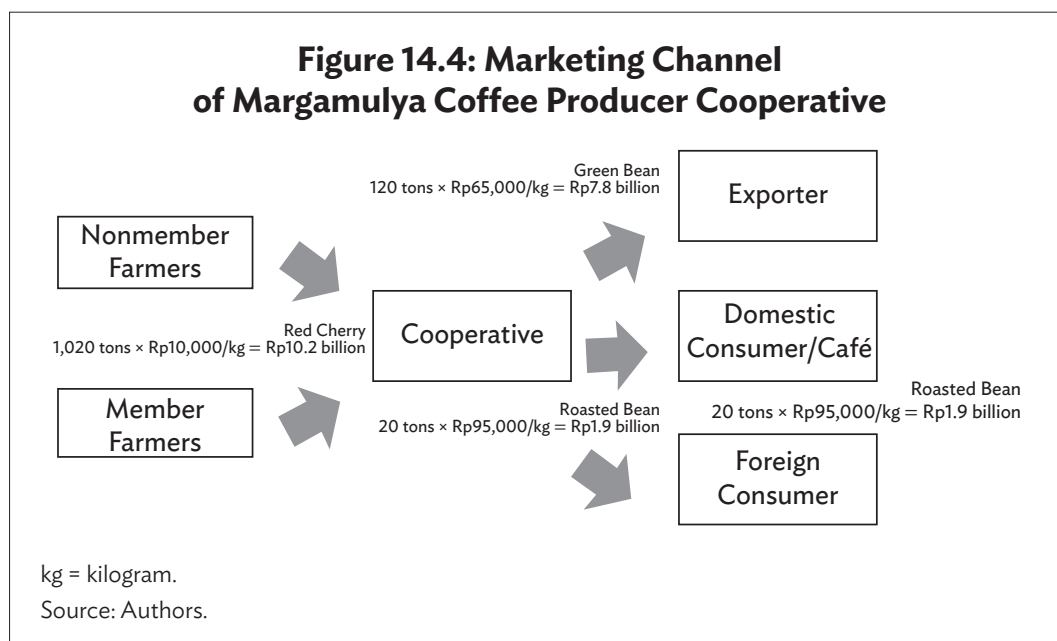 Figure 14.4: Marketing Channel
of Margamulya Coffee Producer Cooperative
Green Bean
120 tons × Rp65,000/kg = Rp7.8 billion
Exporter
Nonmember
Farmers
Red Cherry
1,020 tons × Rp10,000/kg = Rp10.2 billion
Cooperative
Domestic
Consumer/Café
Member
Farmers
Roasted Bean
20 tons × Rp95,000/kg = Rp1.9 billion
Roasted Bean
20 tons × Rp95,000/kg = Rp1.9 billion
Foreign
Consumer
kg = kilogram.
Source: Authors.